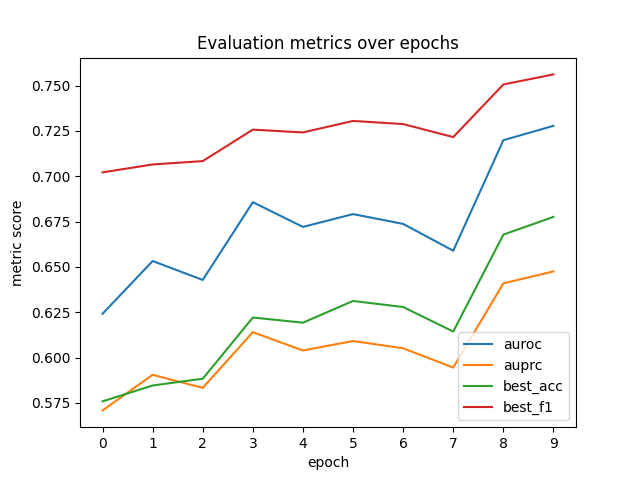 Evaluation metrics over epochs
metric score
0.750
0.725
0.700
0.675
0.650
0.625
0.600
0.575
auroc
auprc
best_acc
best_f1
0 1 2 3 4 5 6 7 8 9
epoch